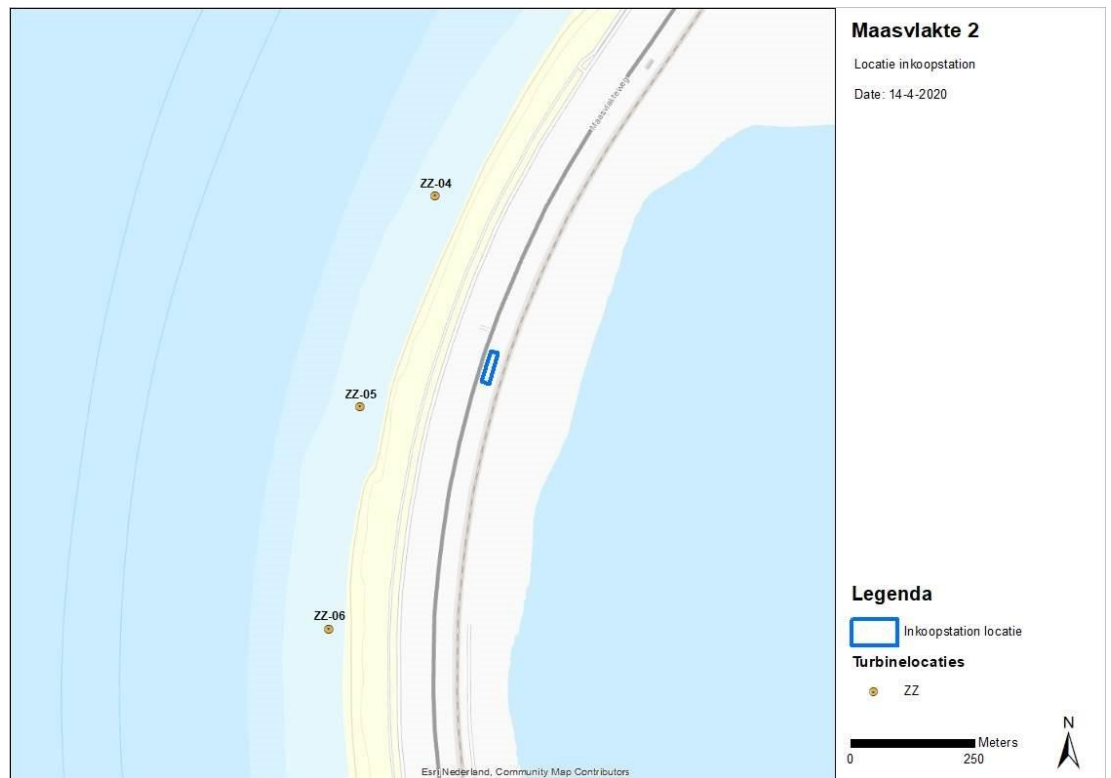 Maasvlakte 2
Locatie inkoopstation
Date: 14-4-2020
Maasvlakteweg
ZZ-04
ZZ-05
ZZ-06
Legenda
Inkoopstation locatie
Turbinelocaties
ZZ
N
Meters
0 250
Esri Nederland, Community Map Contributors